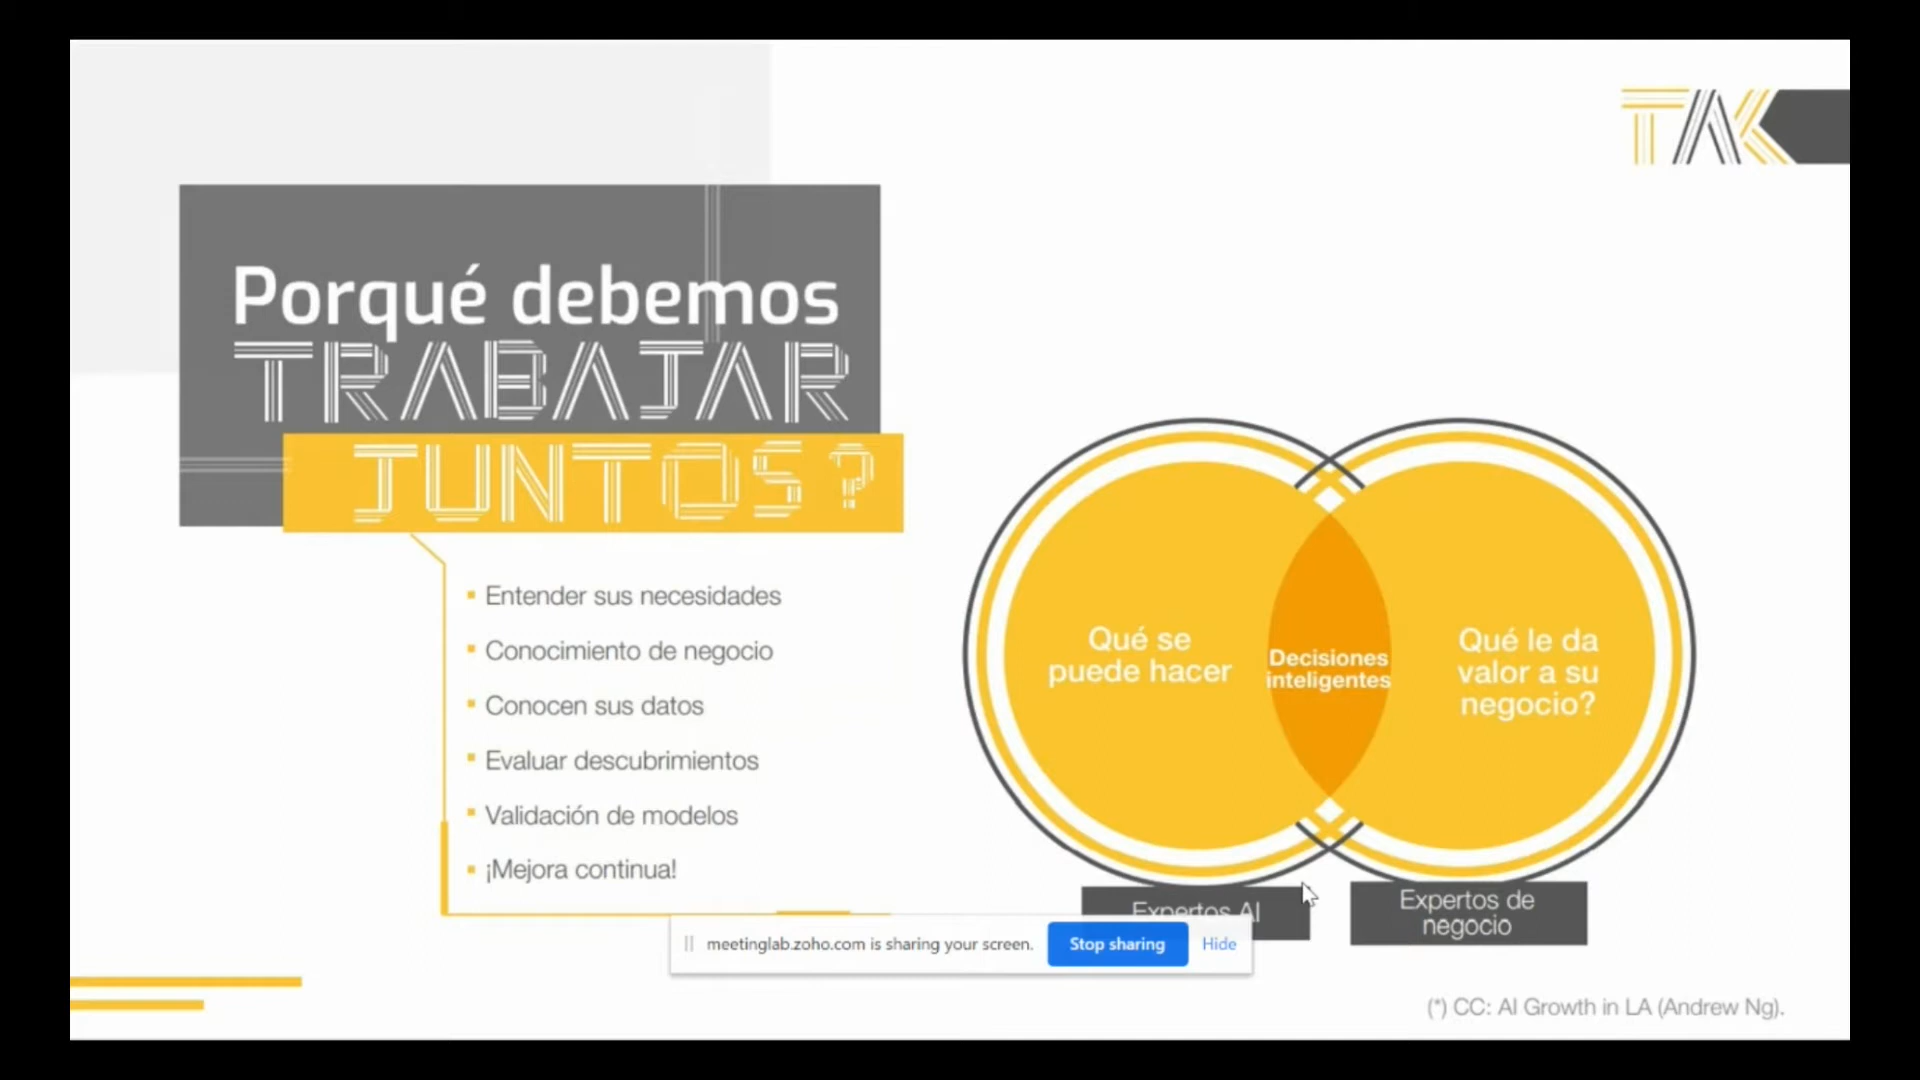 TAK
Porqué debemos
TRABAJAR
JUNTOS?
Entender sus necesidades
Conocimiento de negocio
Conocen sus datos
Evaluar descubrimientos
Validación de modelos
¡Mejora continua!
Qué se
puede hacer
Decisiones
inteligentes
Qué le da
valor a su
negocio?
Expertos AI
Expertos de
negocio
meetinglab.zoho.com is sharing your screen.
Stop sharing
Hide
(*) CC: AI Growth in LA (Andrew Ng).